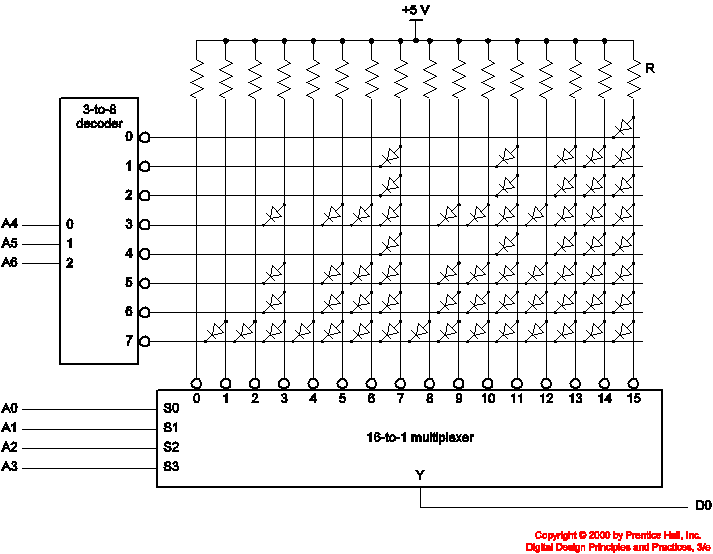 +5 V
R
3-to-8
decoder
0
1
2
3
4
5
6
7
A4 0
A5 1
A6 2
0 1 2 3 4 5 6 7 8 9 10 11 12 13 14 15
A0 S0
A1 S1
A2 S2
A3 S3
16-to-1 multiplexer
Y
D0
Copyright © 2000 by Prentice Hall, Inc.
Digital Design Principles and Practices, 3/e